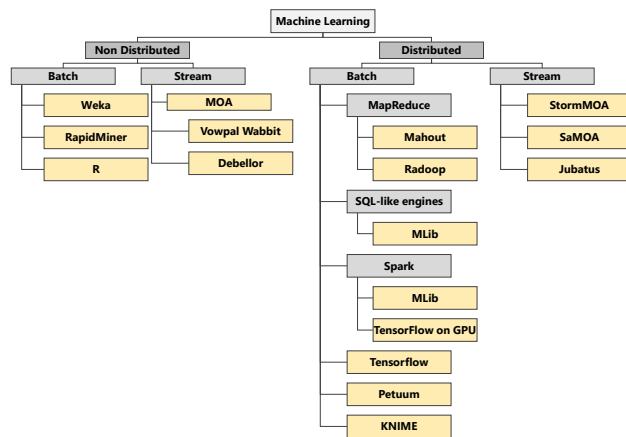 Machine Learning
Non Distributed
Distributed
Batch
Stream
Batch
Stream
Weka
MOA
MapReduce
StormMOA
RapidMiner
Vowpal Wabbit
Mahout
SaMOA
R
Debellor
Radoop
Jubatus
SQL-like engines
MLib
Spark
MLib
TensorFlow on GPU
Tensorflow
Petuum
KNIME